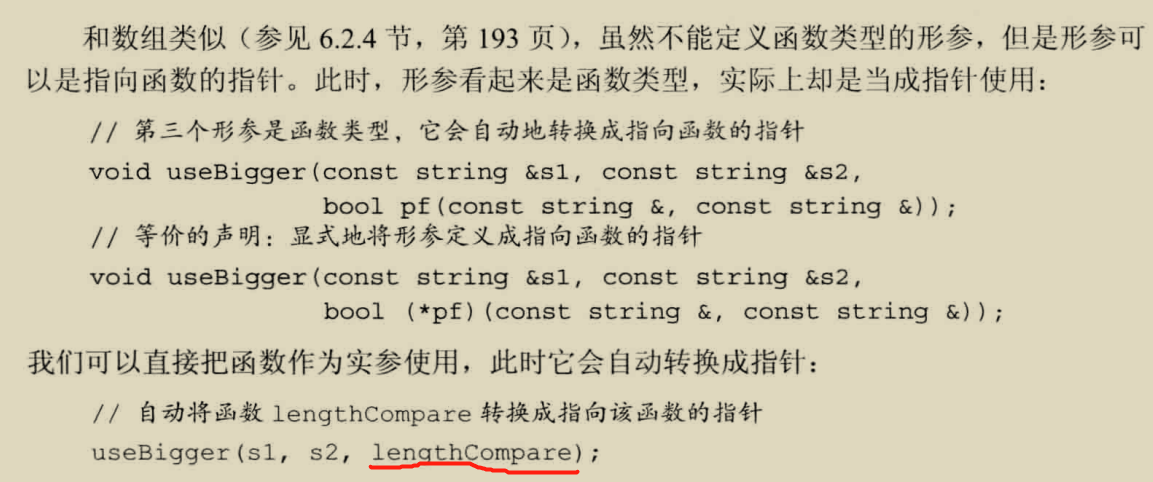 和数组类似（参见 6.2.4 节，第 193 页），虽然不能定义函数类型的形参，但是形参可
以是指向函数的指针。此时，形参看起来是函数类型，实际上却是当成指针使用：
// 第三个形参是函数类型，它会自动地转换成指向函数的指针
void useBigger(const string &s1, const string &s2,
bool pf(const string &, const string &));
// 等价的声明：显式地将形参定义成指向函数的指针
void useBigger(const string &s1, const string &s2,
bool (*pf)(const string &, const string &));
我们可以直接把函数作为实参使用，此时它会自动转换成指针：
// 自动将函数 lengthCompare 转换成指向该函数的指针
useBigger(s1, s2, lengthCompare);